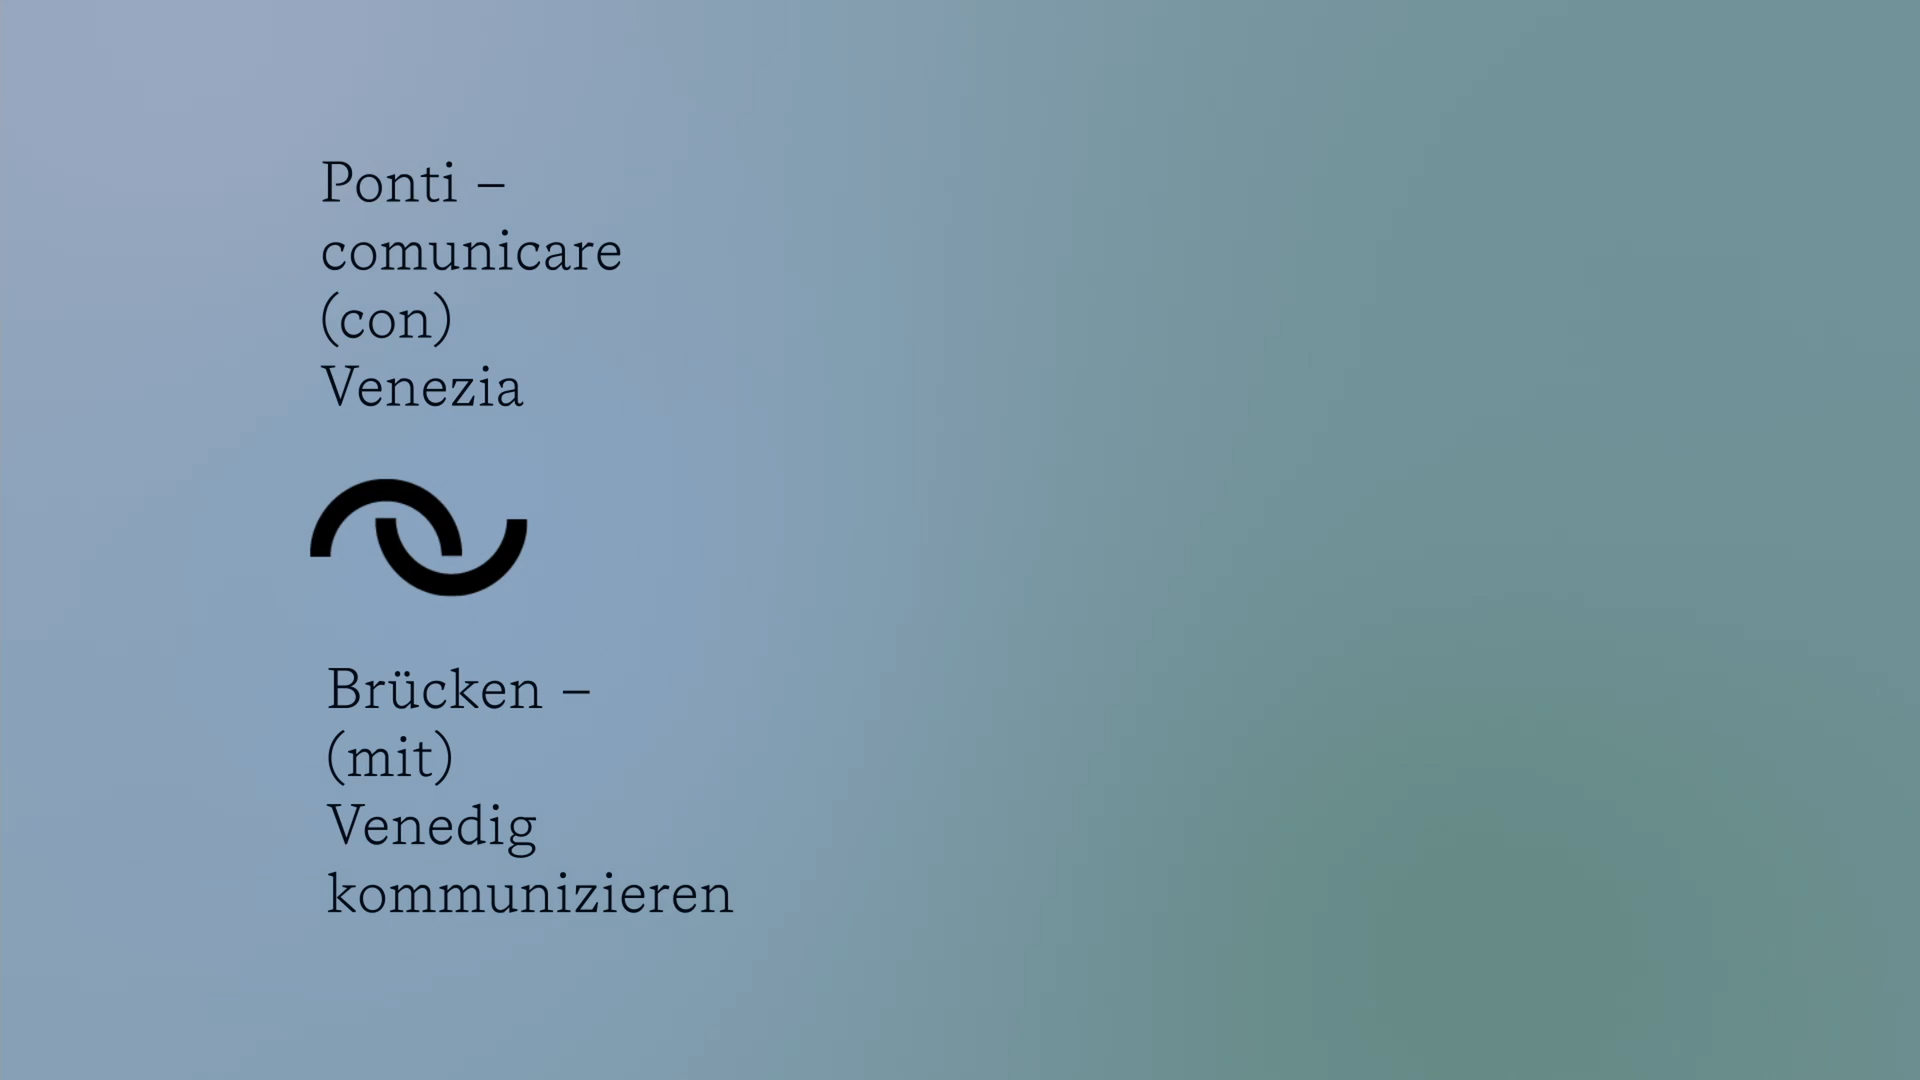 Ponti –
comunicare
(con)
Venezia
Brücken –
(mit)
Venedig
kommunizieren